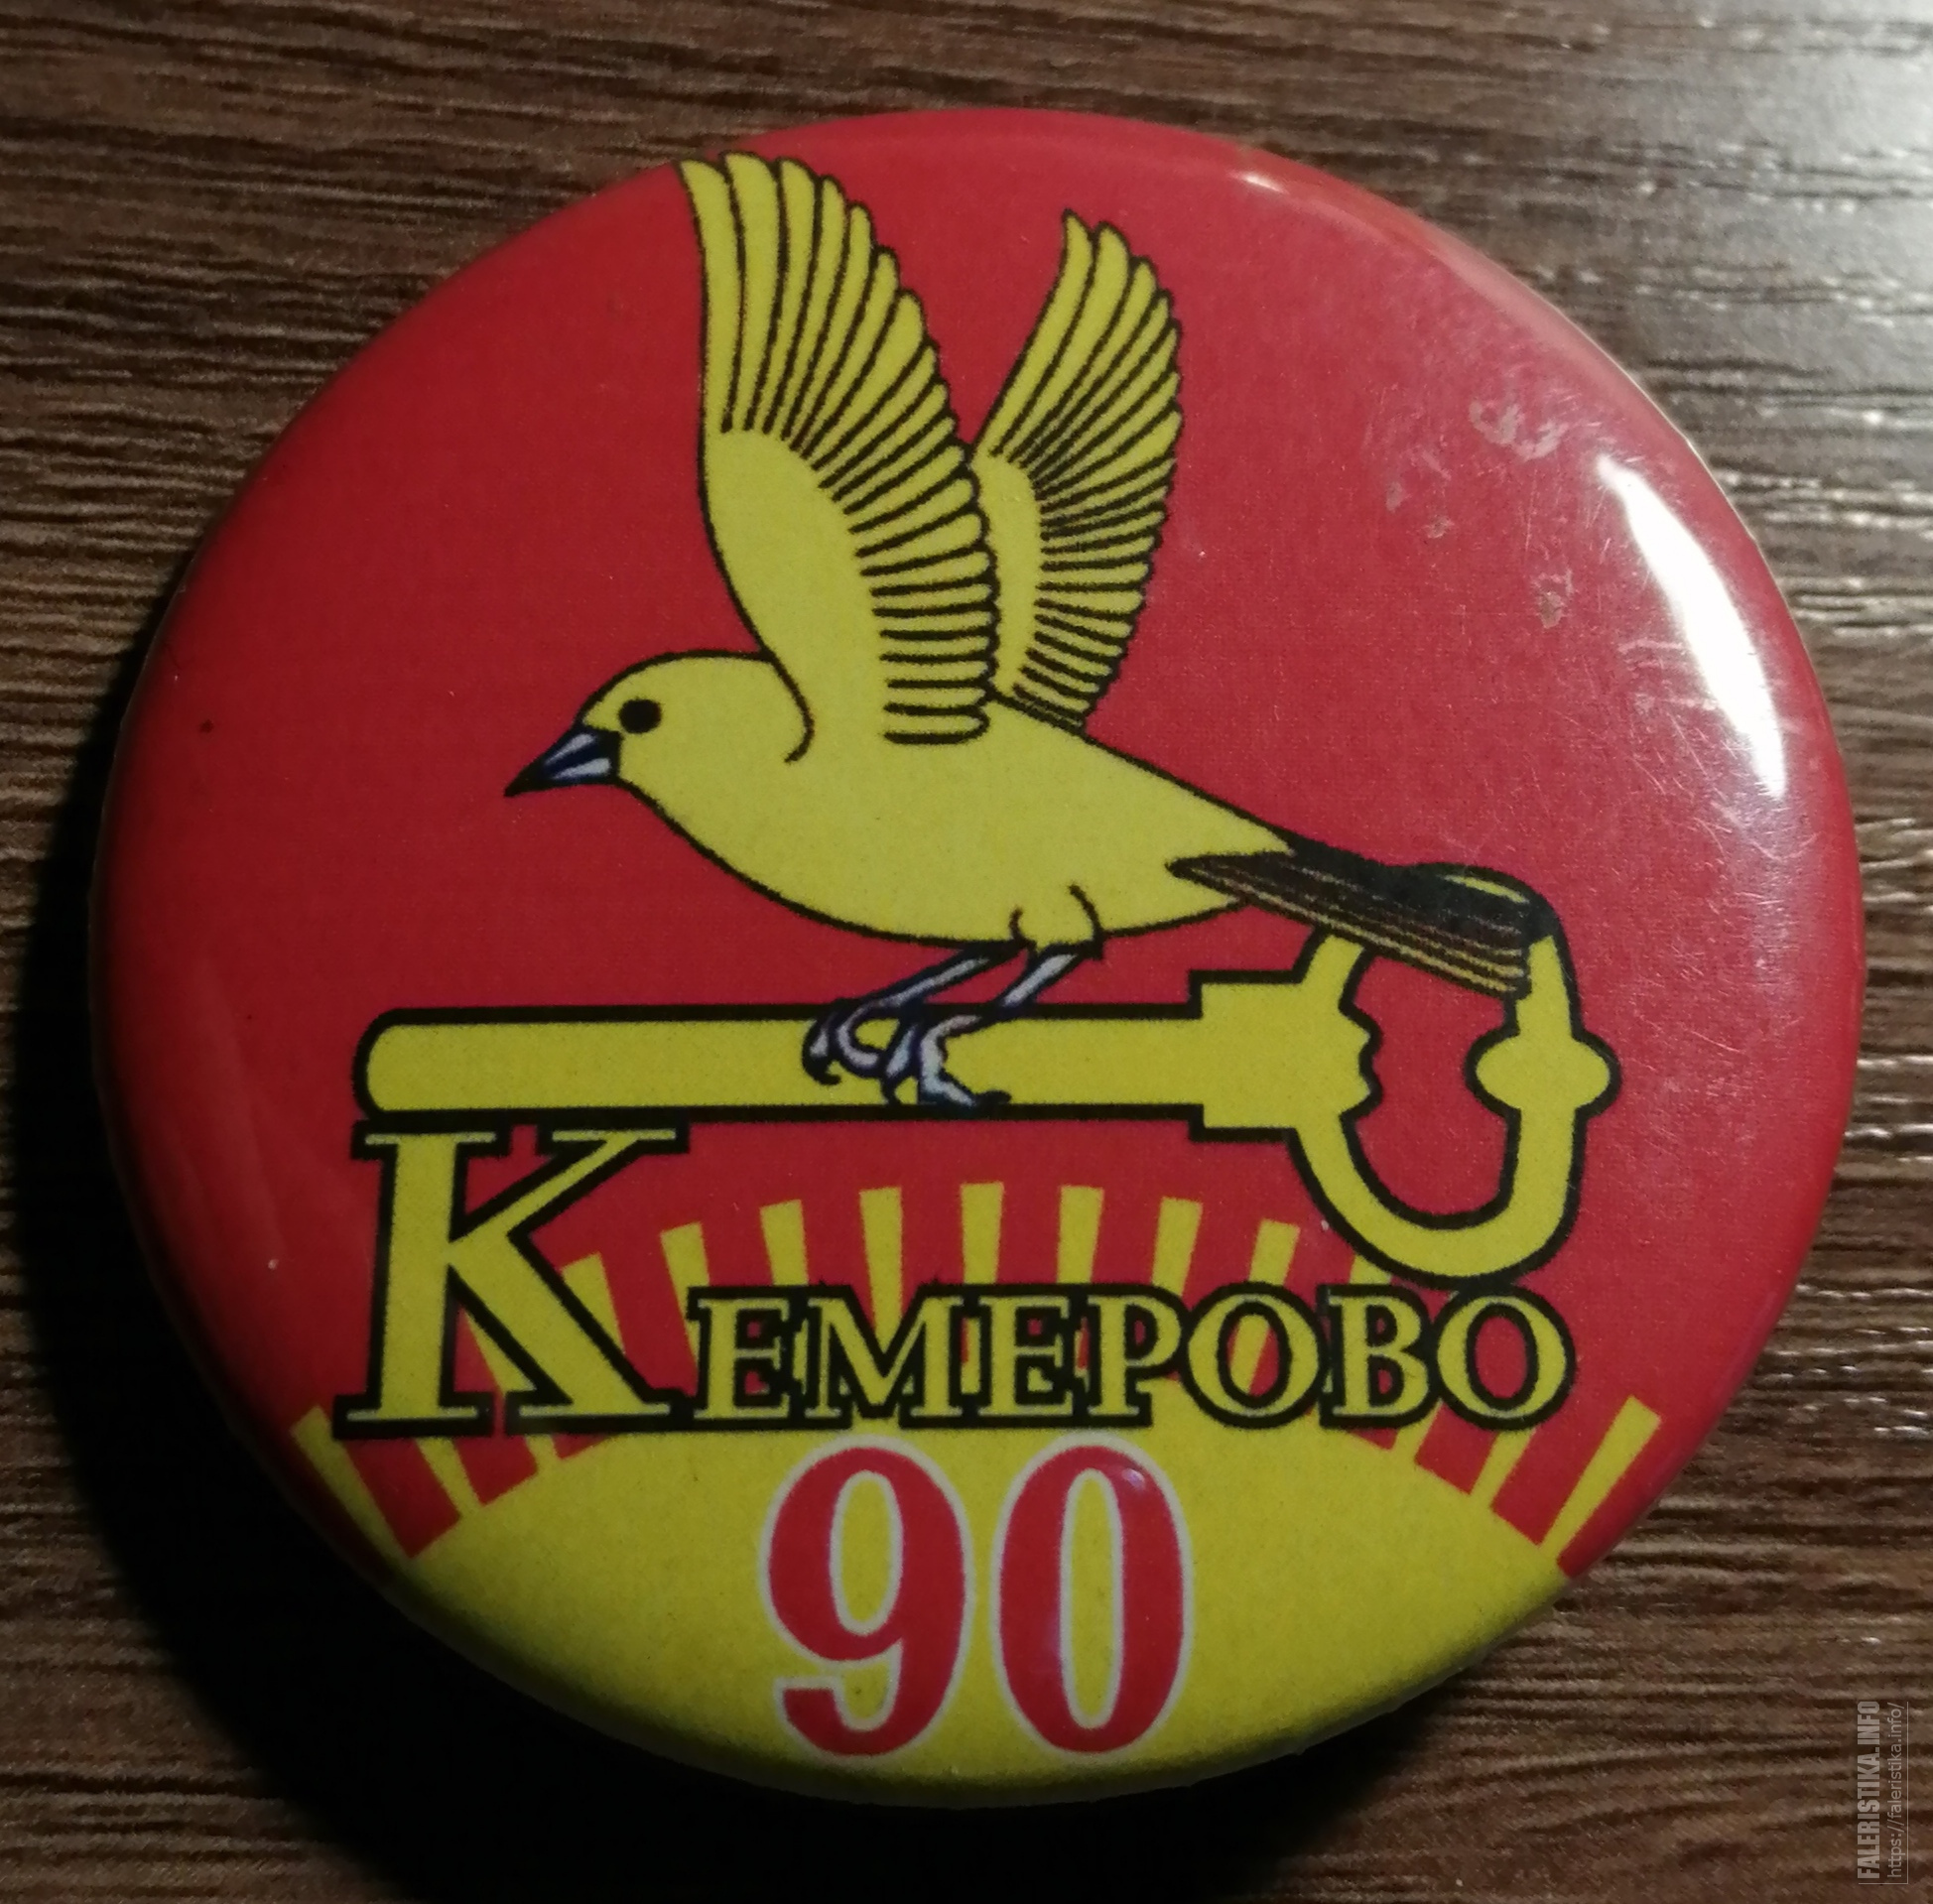 КЕМЕРОВО
90
FALERISTIKA.INFO
https://faleristika.info/